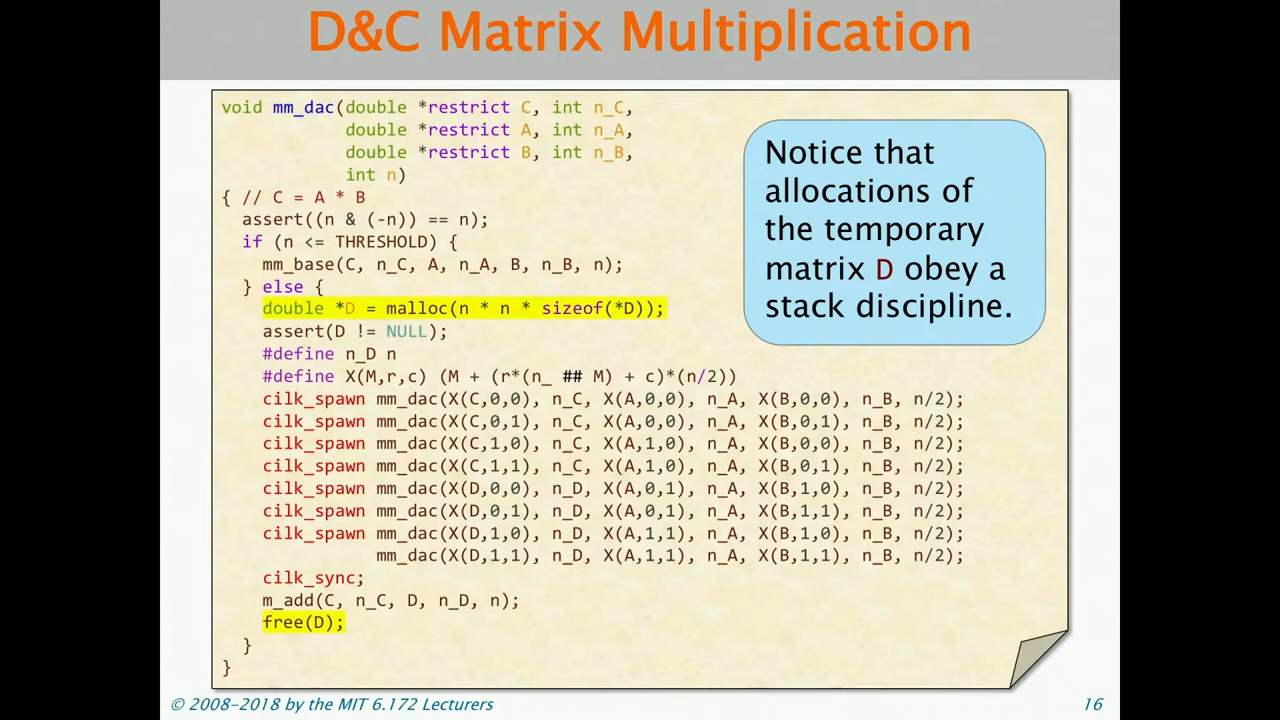 D&C Matrix Multiplication
void mm_dac(double *restrict C, int n_C,
            double *restrict A, int n_A,
            double *restrict B, int n_B,
            int n)
{ // C = A * B
  assert((n & (-n)) == n);
  if (n <= THRESHOLD) {
    mm_base(C, n_C, A, n_A, B, n_B, n);
  } else {
    double *D = malloc(n * n * sizeof(*D));
    assert(D != NULL);
    #define n_D n
    #define X(M,r,c) (M + (r*(n_ ## M) + c)*(n/2))
    cilk_spawn mm_dac(X(C,0,0), n_C, X(A,0,0), n_A, X(B,0,0), n_B, n/2);
    cilk_spawn mm_dac(X(C,0,1), n_C, X(A,0,0), n_A, X(B,0,1), n_B, n/2);
    cilk_spawn mm_dac(X(C,1,0), n_C, X(A,1,0), n_A, X(B,0,0), n_B, n/2);
    cilk_spawn mm_dac(X(C,1,1), n_C, X(A,1,0), n_A, X(B,0,1), n_B, n/2);
    cilk_spawn mm_dac(X(D,0,0), n_D, X(A,0,1), n_A, X(B,1,0), n_B, n/2);
    cilk_spawn mm_dac(X(D,0,1), n_D, X(A,0,1), n_A, X(B,1,1), n_B, n/2);
    cilk_spawn mm_dac(X(D,1,0), n_D, X(A,1,1), n_A, X(B,1,0), n_B, n/2);
               mm_dac(X(D,1,1), n_D, X(A,1,1), n_A, X(B,1,1), n_B, n/2);
    cilk_sync;
    m_add(C, n_C, D, n_D, n);
    free(D);
  }
}
Notice that
allocations of
the temporary
matrix D obey a
stack discipline.
© 2008-2018 by the MIT 6.172 Lecturers
16